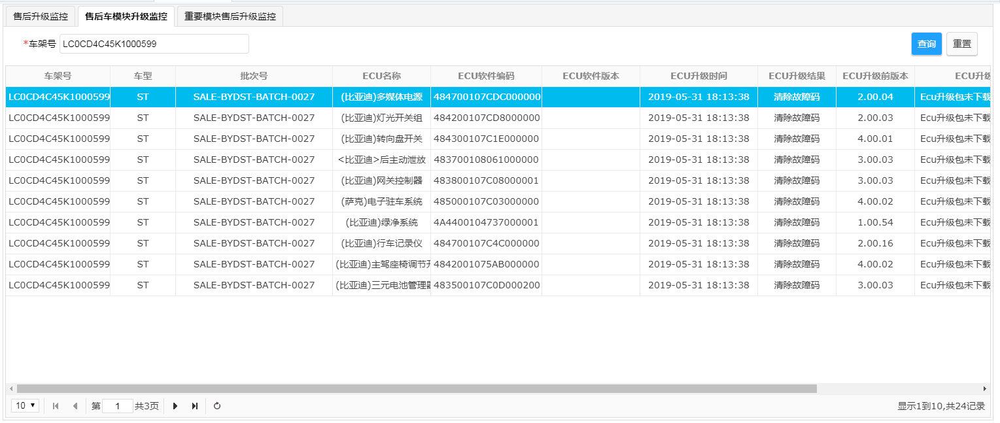 售后升级监控 售后车模块升级监控 重要模块售后升级监控
*车架号 LC0CD4C45K1000599 查询 重置
车架号 车型 批次号 ECU名称 ECU软件编码 ECU软件版本 ECU升级时间 ECU升级结果 ECU升级前版本 ECU升级
LC0CD4C45K1000599 ST SALE-BYDST-BATCH-0027 (比亚迪)多媒体电源 484700107CDC000000 2019-05-31 18:13:38 清除故障码 2.00.04 Ecu升级包未下载
LC0CD4C45K1000599 ST SALE-BYDST-BATCH-0027 (比亚迪)灯光开关组 484200107CD8000000 2019-05-31 18:13:38 清除故障码 2.00.03 Ecu升级包未下载
LC0CD4C45K1000599 ST SALE-BYDST-BATCH-0027 (比亚迪)转向盘开关 484300107C1E000000 2019-05-31 18:13:38 清除故障码 4.00.01 Ecu升级包未下载
LC0CD4C45K1000599 ST SALE-BYDST-BATCH-0027 <比亚迪>后主动泄放 483700108061000000 2019-05-31 18:13:38 清除故障码 3.00.03 Ecu升级包未下载
LC0CD4C45K1000599 ST SALE-BYDST-BATCH-0027 (比亚迪)网关控制器 483800107C08000001 2019-05-31 18:13:38 清除故障码 3.00.03 Ecu升级包未下载
LC0CD4C45K1000599 ST SALE-BYDST-BATCH-0027 (萨克)电子驻车系统 485000107C03000000 2019-05-31 18:13:38 清除故障码 4.00.02 Ecu升级包未下载
LC0CD4C45K1000599 ST SALE-BYDST-BATCH-0027 (比亚迪)绿净系统 4A4400104737000001 2019-05-31 18:13:38 清除故障码 1.00.54 Ecu升级包未下载
LC0CD4C45K1000599 ST SALE-BYDST-BATCH-0027 (比亚迪)行车记录仪 484700107C4C000000 2019-05-31 18:13:38 清除故障码 2.00.16 Ecu升级包未下载
LC0CD4C45K1000599 ST SALE-BYDST-BATCH-0027 (比亚迪)主驾座椅调节开 4842001075AB000000 2019-05-31 18:13:38 清除故障码 4.00.02 Ecu升级包未下载
LC0CD4C45K1000599 ST SALE-BYDST-BATCH-0027 (比亚迪)三元电池管理器 483500107C0D000200 2019-05-31 18:13:38 清除故障码 3.00.03 Ecu升级包未下载
10 第 1 共3页 显示1到10,共24记录